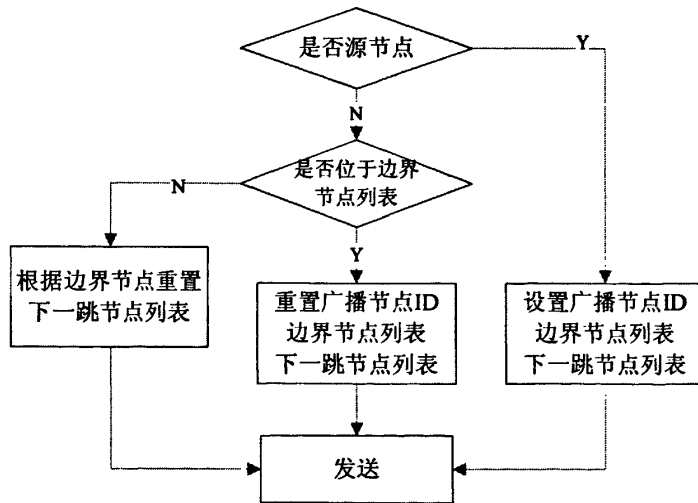 是否源节点
Y
N
是否位于边界
节点列表
N
Y
根据边界节点重置
下一跳节点列表
重置广播节点ID
边界节点列表
下一跳节点列表
设置广播节点ID
边界节点列表
下一跳节点列表
发送